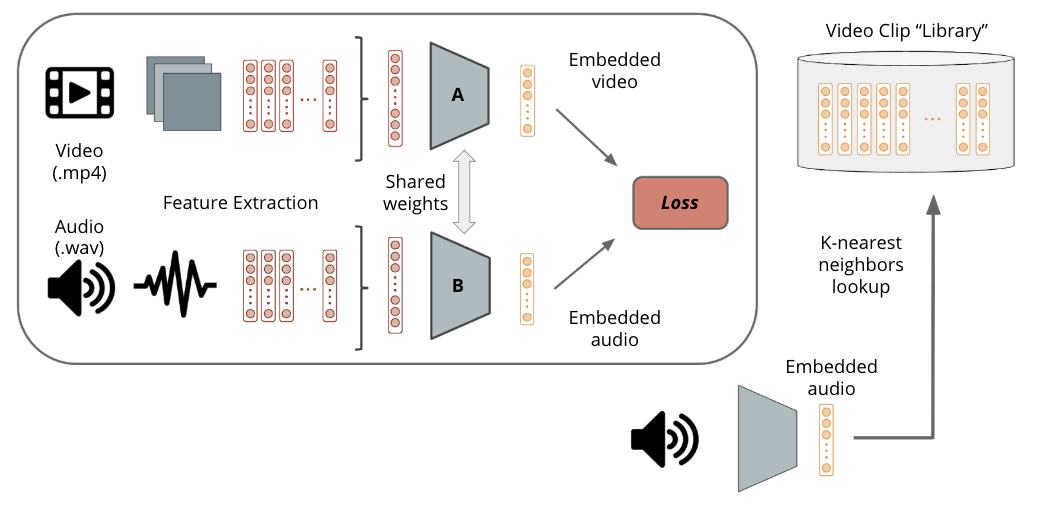 Video Clip “Library”
Embedded
video
A
Video
(.mp4)
Shared
weights
Feature Extraction
Loss
Audio
(.wav)
B
Embedded
audio
K-nearest
neighbors
lookup
Embedded
audio